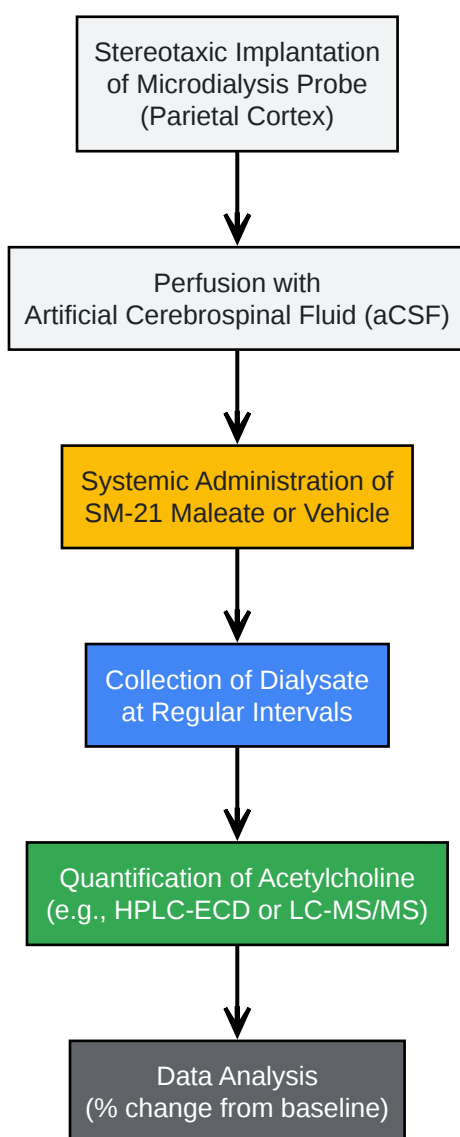 Stereotaxic Implantation
of Microdialysis Probe
(Parietal Cortex)
Perfusion with
Artificial Cerebrospinal Fluid (aCSF)
Systemic Administration of
SM-21 Maleate or Vehicle
Collection of Dialysate
at Regular Intervals
Quantification of Acetylcholine
(e.g., HPLC-ECD or LC-MS/MS)
Data Analysis
(% change from baseline)